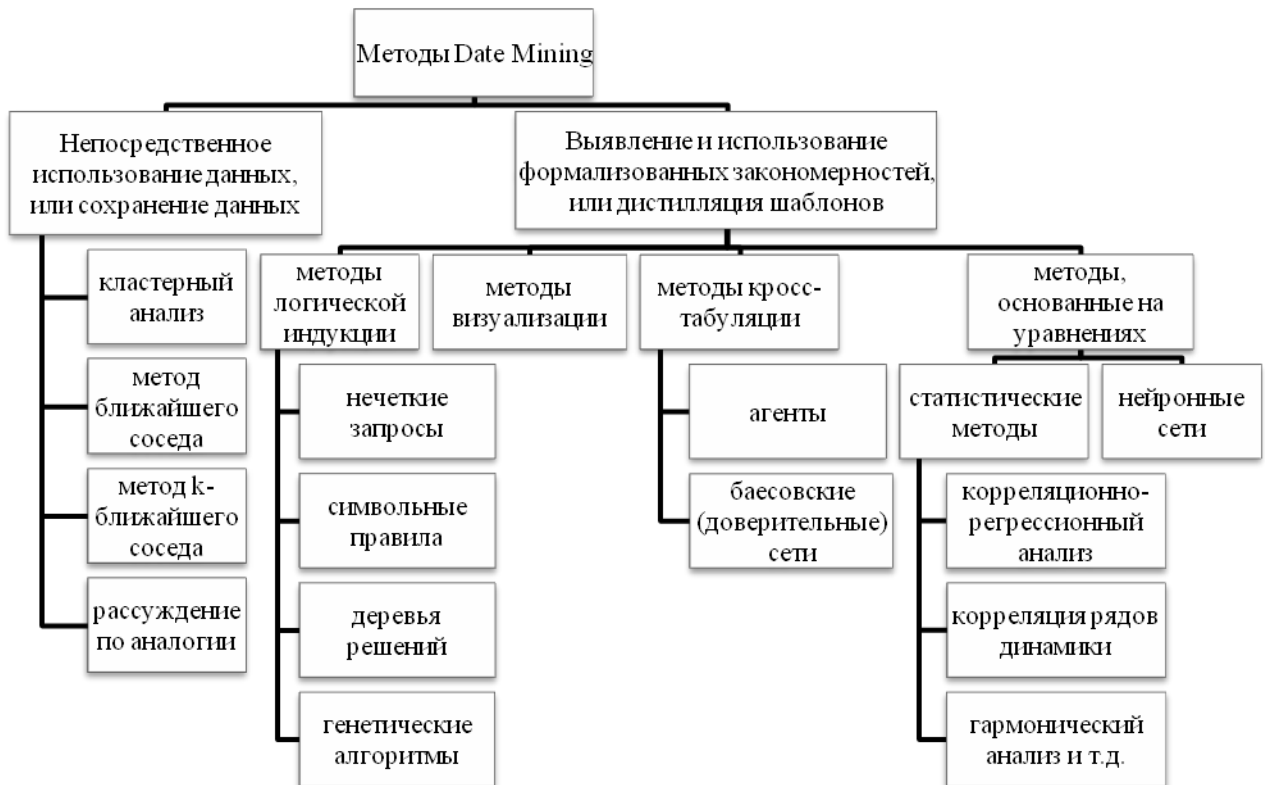 Методы Date Mining
Непосредственное
использование данных,
или сохранение данных
Выявление и использование
формализованных закономерностей,
или дистилляция шаблонов
кластерный
анализ
метод
ближайшего
соседа
метод k-
ближайшего
соседа
рассуждение
по аналогии
методы
логической
индукции
нечеткие
запросы
символьные
правила
деревья
решений
генетические
алгоритмы
методы
визуализации
методы кросс-
табуляции
агенты
баесовские
(доверительные)
сети
методы,
основанные на
уравнениях
статистические
методы
корреляционно-
регрессионный
анализ
корреляция рядов
динамики
гармонический
анализ и т.д.
нейронные
сети